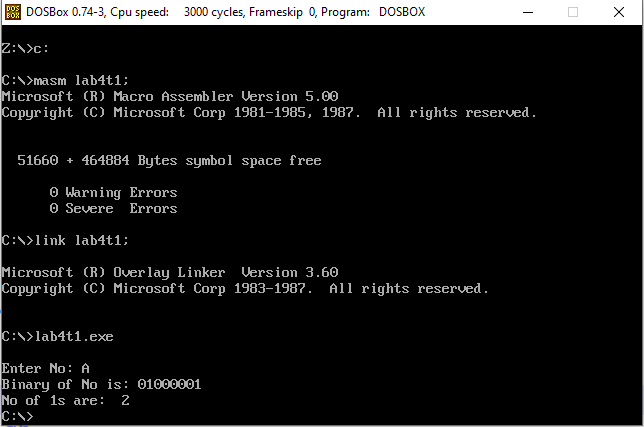 DOSBox 0.74-3, Cpu speed: 3000 cycles, Frameskip 0, Program: DOSBOX
Z:\>c:
C:\>masm lab4t1;
Microsoft (R) Macro Assembler Version 5.00
Copyright (C) Microsoft Corp 1981-1985, 1987.  All rights reserved.
51660 + 464884 Bytes symbol space free
0 Warning Errors
0 Severe  Errors
C:\>link lab4t1;
Microsoft (R) Overlay Linker  Version 3.60
Copyright (C) Microsoft Corp 1983-1987.  All rights reserved.
C:\>lab4t1.exe
Enter No: A
Binary of No is: 01000001
No of 1s are:  2
C:\>